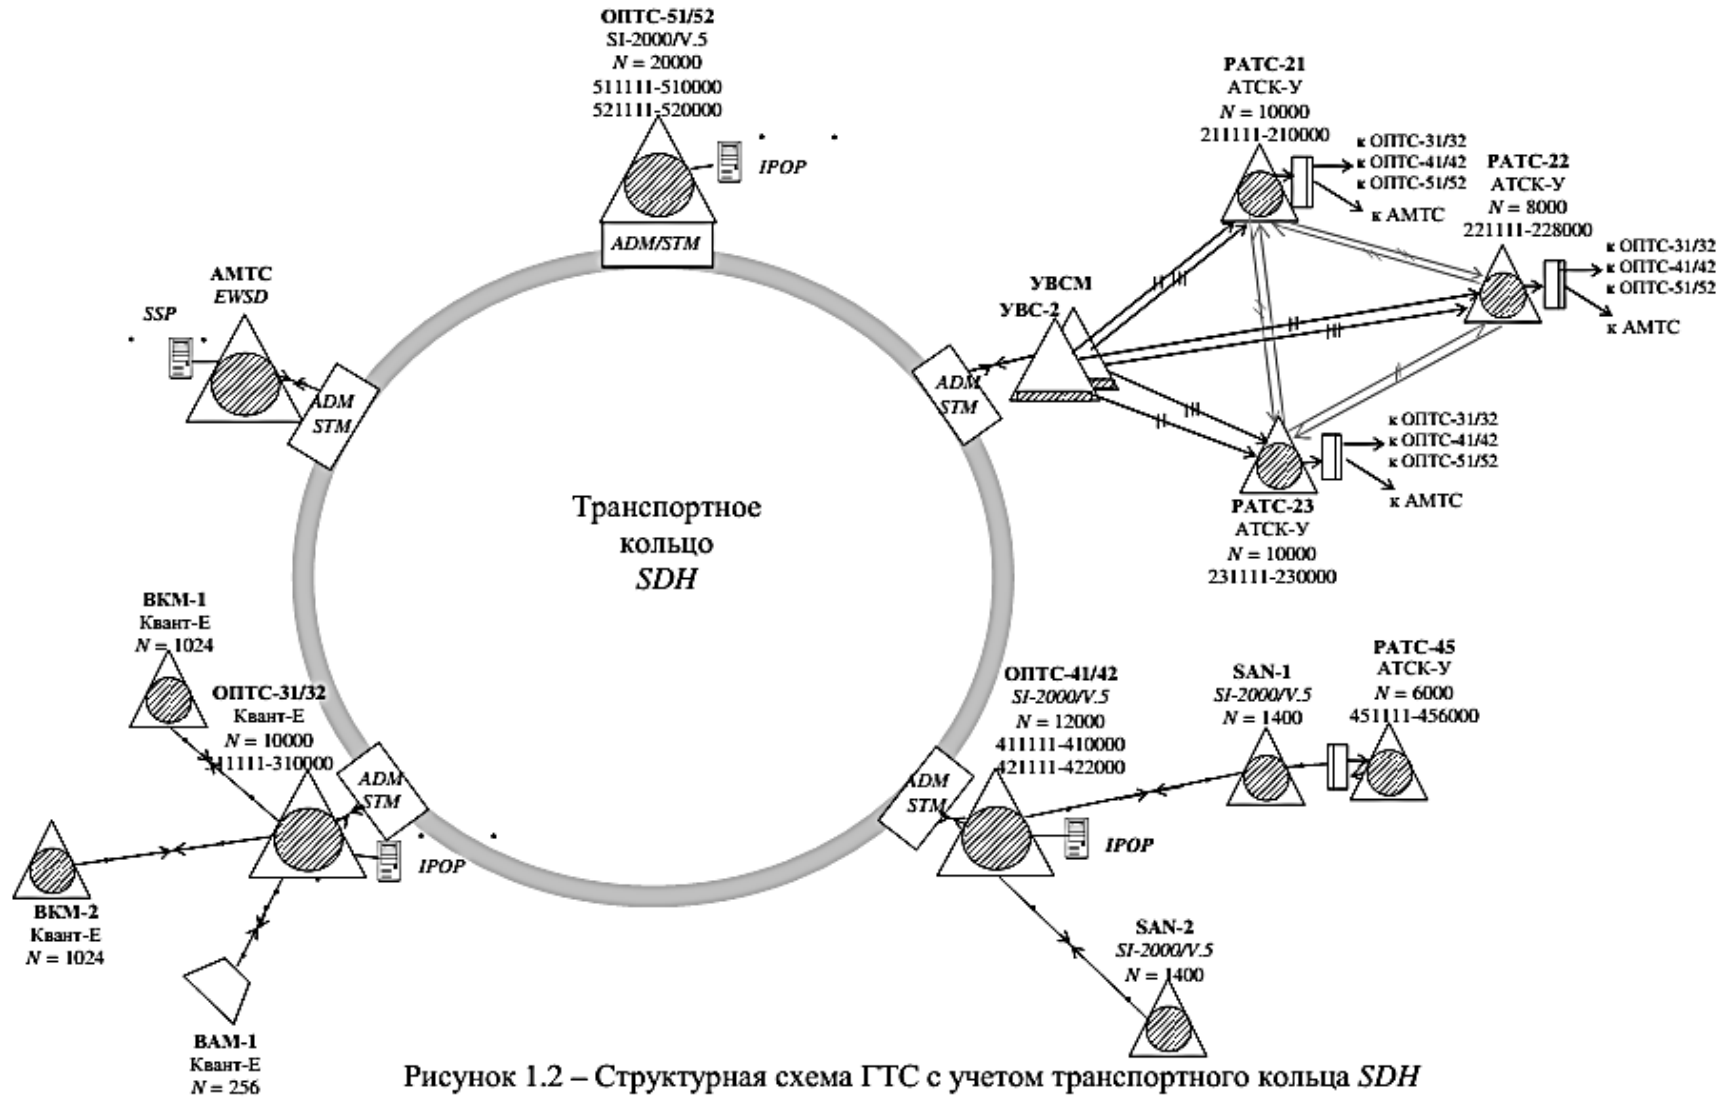 ОПТС-51/52
SI-2000/V.5
N = 20000
511111-510000
521111-520000
IPOP
ADM/STM
АМТС
EWSD
SSP
ADM
STM
УВСМ
УВС-2
ADM
STM
РАТС-21
АТСК-У
N = 10000
211111-210000
к ОПТС-31/32
к ОПТС-41/42
к ОПТС-51/52
к АМТС
РАТС-22
АТСК-У
N = 8000
221111-228000
к ОПТС-31/32
к ОПТС-41/42
к ОПТС-51/52
к АМТС
к ОПТС-31/32
к ОПТС-41/42
к ОПТС-51/52
к АМТС
РАТС-23
АТСК-У
N = 10000
231111-230000
Транспортное
кольцо
SDH
ВКМ-1
Квант-Е
N = 1024
ОПТС-31/32
Квант-Е
N = 10000
311111-310000
ADM
STM
IPOP
ВКМ-2
Квант-Е
N = 1024
ВАМ-1
Квант-Е
N = 256
ОПТС-41/42
SI-2000/V.5
N = 12000
411111-410000
421111-422000
ADM
STM
IPOP
SAN-1
SI-2000/V.5
N = 1400
РАТС-45
АТСК-У
N = 6000
451111-456000
SAN-2
SI-2000/V.5
N = 1400
Рисунок 1.2 – Структурная схема ГТС с учетом транспортного кольца SDH